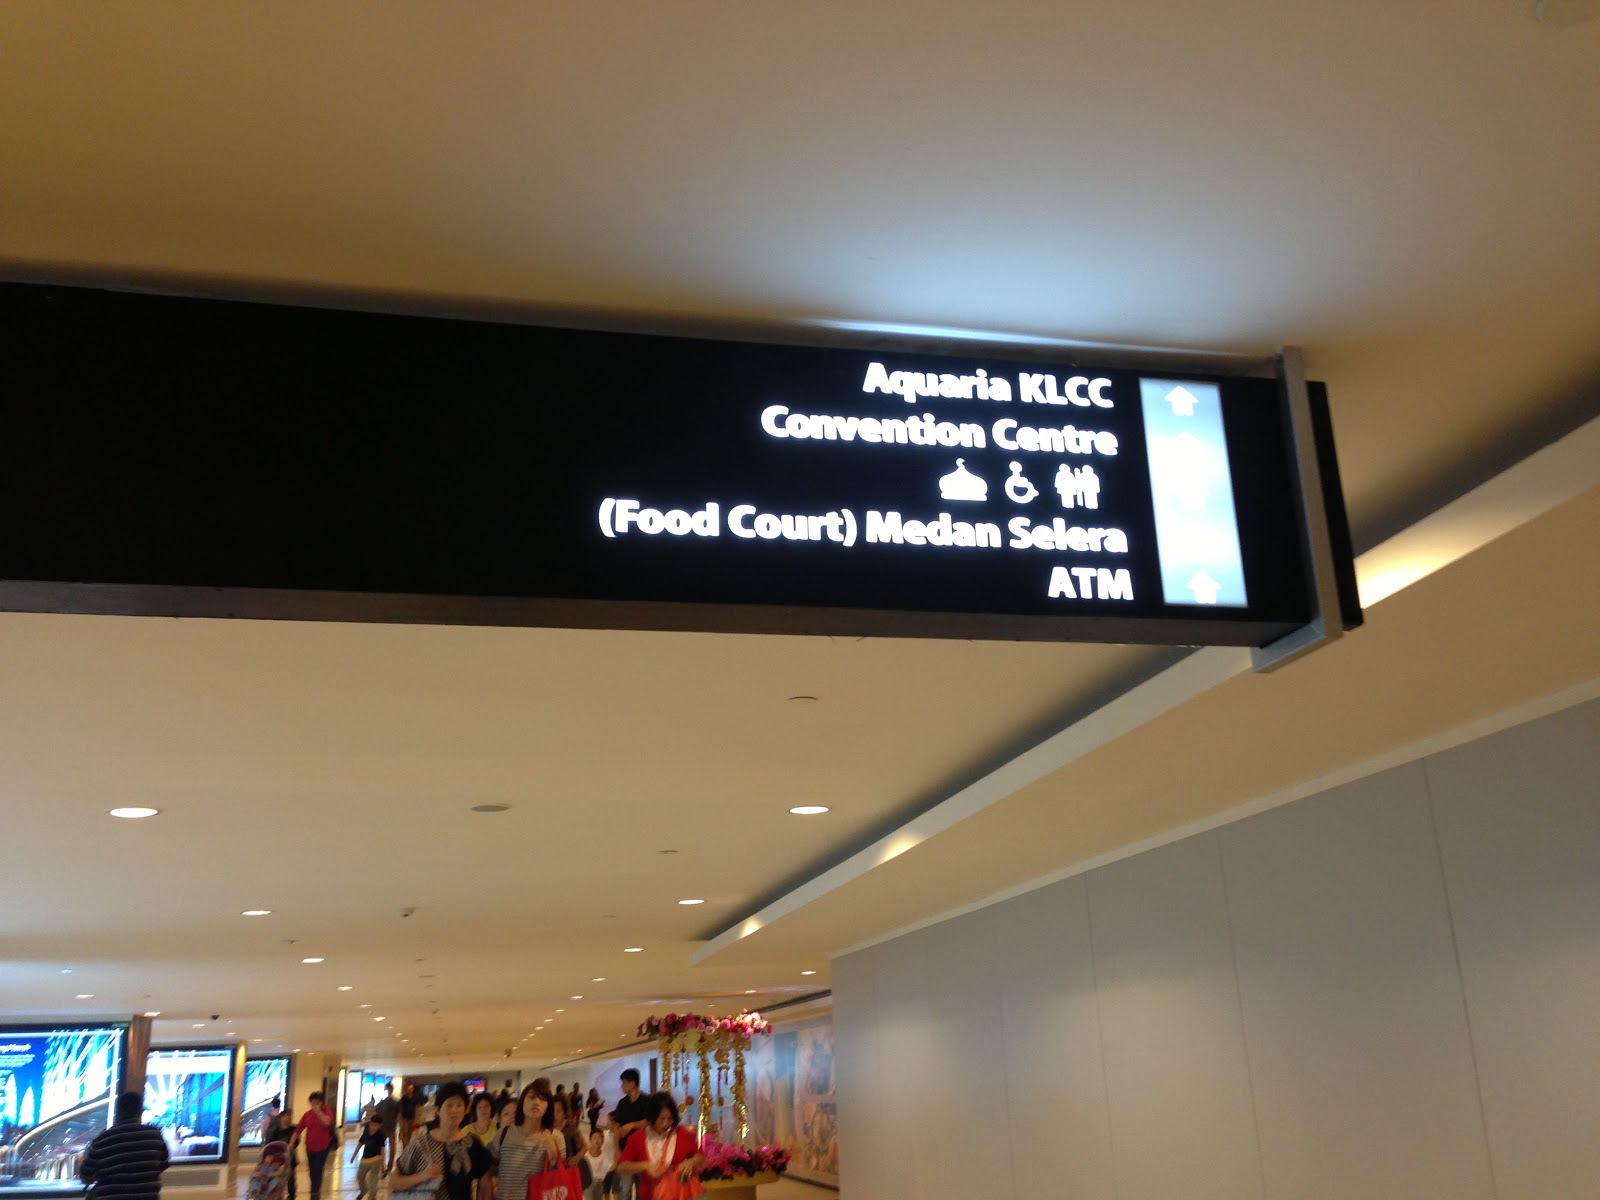 Aquaria KLCC
Convention Centre
(Food Court) Medan Selera
ATM